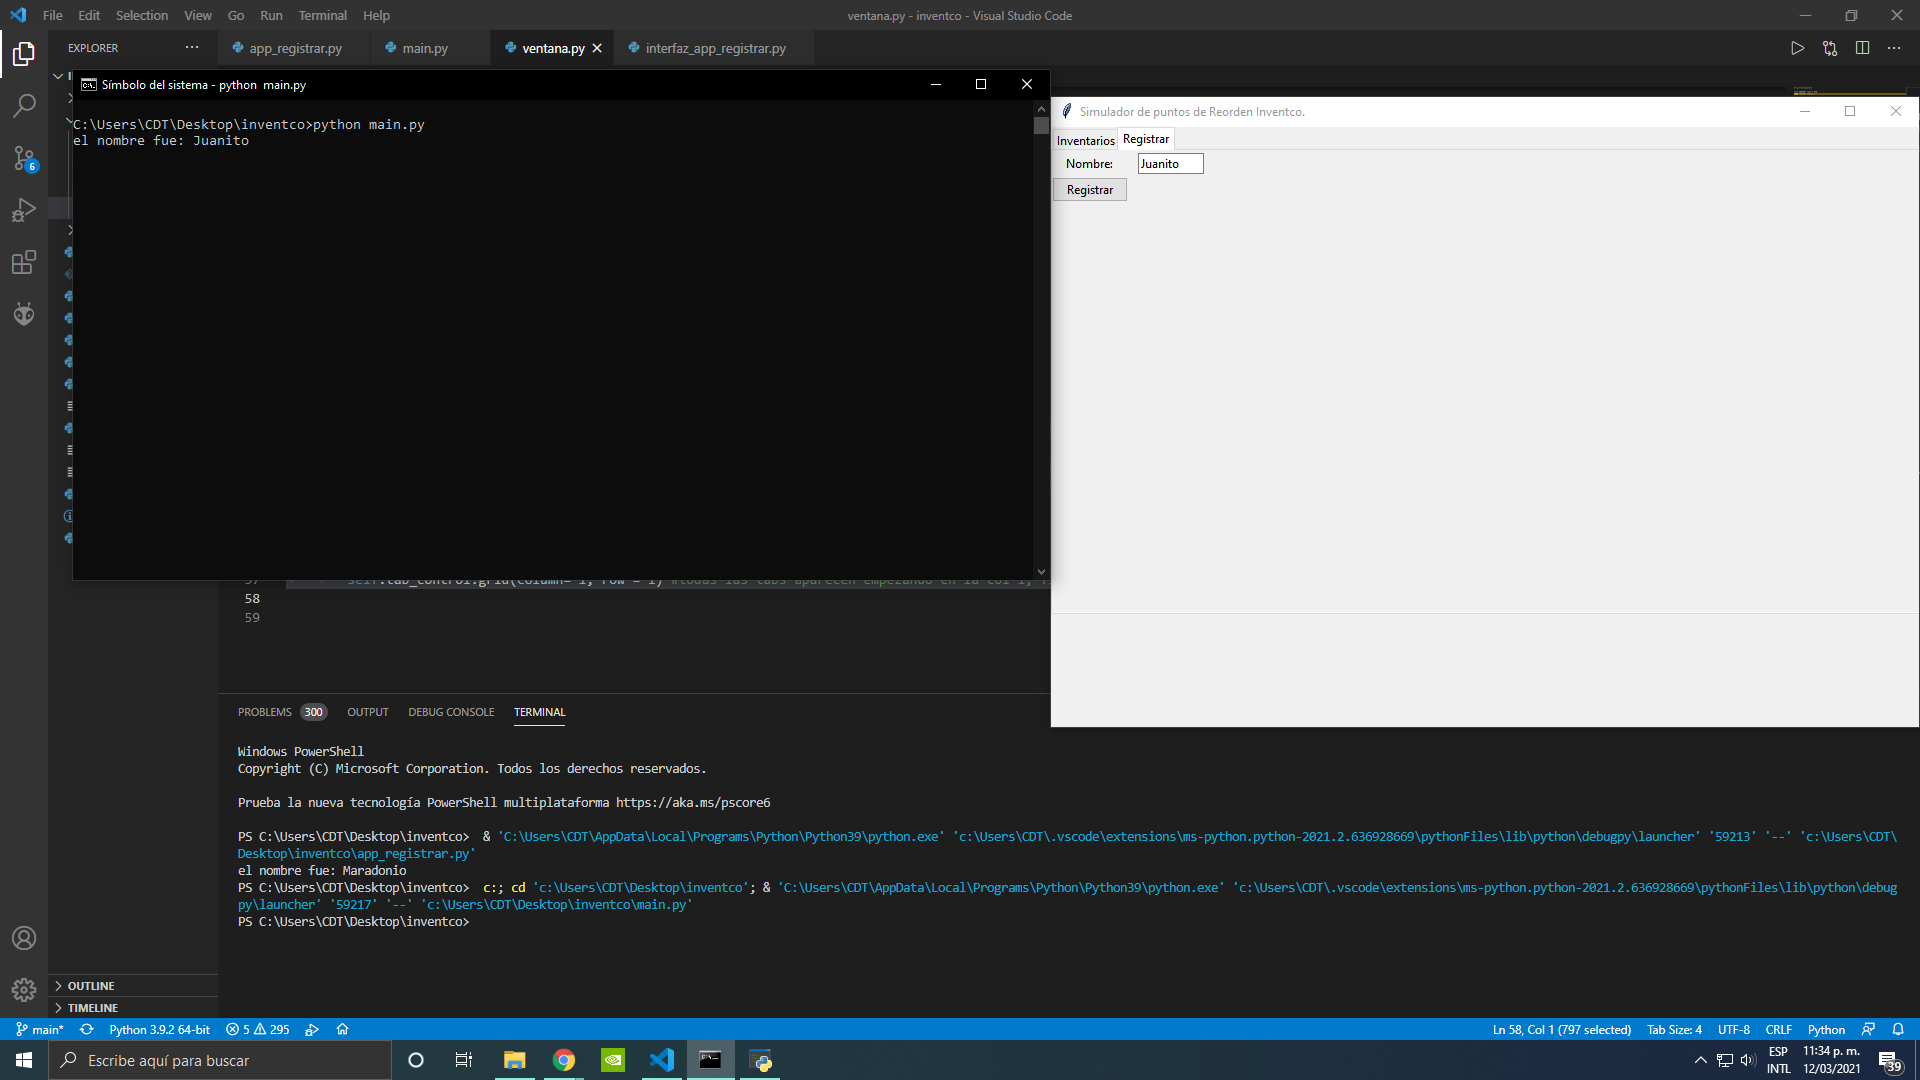 File Edit Selection View Go Run Terminal Help
ventana.py - inventco - Visual Studio Code
EXPLORER
app_registrar.py
main.py
ventana.py
interfaz_app_registrar.py
Símbolo del sistema - python  main.py
C:\Users\CDT\Desktop\inventco>python main.py
el nombre fue: Juanito
Simulador de puntos de Reorden Inventco.
Inventarios Registrar
Nombre: Juanito
Registrar
6
58
59
PROBLEMS 300 OUTPUT DEBUG CONSOLE TERMINAL
Windows PowerShell
Copyright (C) Microsoft Corporation. Todos los derechos reservados.
Prueba la nueva tecnología PowerShell multiplataforma https://aka.ms/pscore6
PS C:\Users\CDT\Desktop\inventco>  & 'C:\Users\CDT\AppData\Local\Programs\Python\Python39\python.exe' 'c:\Users\CDT\.vscode\extensions\ms-python.python-2021.2.636928669\pythonFiles\lib\python\debugpy\launcher' '59213' '--' 'c:\Users\CDT\
Desktop\inventco\app_registrar.py'
el nombre fue: Maradonio
PS C:\Users\CDT\Desktop\inventco>  c:; cd 'c:\Users\CDT\Desktop\inventco'; & 'C:\Users\CDT\AppData\Local\Programs\Python\Python39\python.exe' 'c:\Users\CDT\.vscode\extensions\ms-python.python-2021.2.636928669\pythonFiles\lib\python\debug
py\launcher' '59217' '--' 'c:\Users\CDT\Desktop\inventco\main.py'
PS C:\Users\CDT\Desktop\inventco>
OUTLINE
TIMELINE
main* Python 3.9.2 64-bit 5 295
Ln 58, Col 1 (797 selected) Tab Size: 4 UTF-8 CRLF Python
Escribe aquí para buscar
ESP
INTL
11:34 p. m.
12/03/2021
39